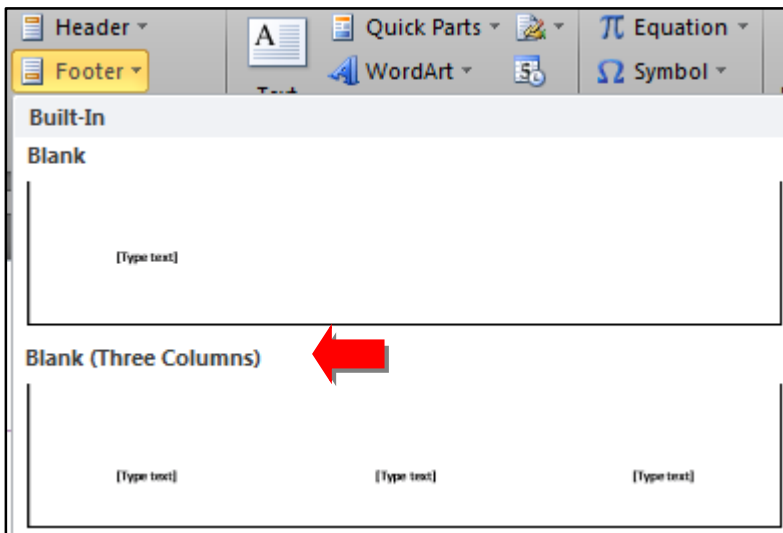 Header Quick Parts Equation
Footer A WordArt Symbol
Text
Built-In
Blank
[Type text]
Blank (Three Columns)
[Type text] [Type text] [Type text]